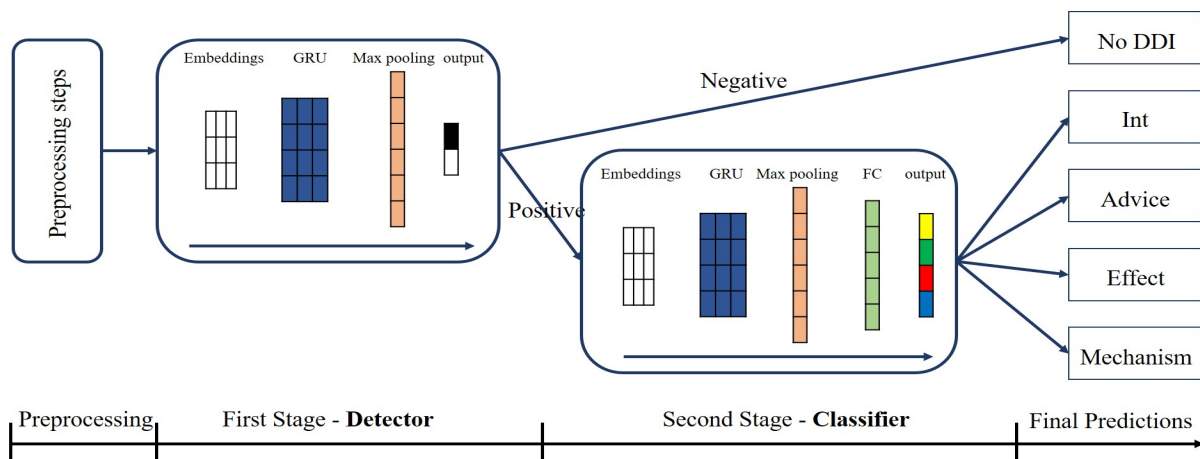 Preprocessing steps
Embeddings GRU Max pooling output
Negative
Positive
Embeddings GRU Max pooling FC output
No DDI
Int
Advice
Effect
Mechanism
Preprocessing First Stage - Detector Second Stage - Classifier Final Predictions